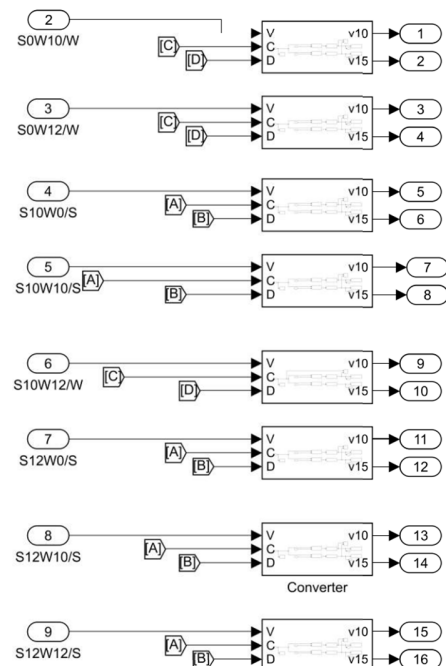 2
S0W10/W
[C]
[D]
V
C
D
v10
v15
1
2
3
S0W12/W
[C]
[D]
V
C
D
v10
v15
3
4
4
S10W0/S
[A]
[B]
V
C
D
v10
v15
5
6
5
S10W10/S
[A]
[B]
V
C
D
v10
v15
7
8
6
S10W12/W
[C]
[D]
V
C
D
v10
v15
9
10
7
S12W0/S
[A]
[B]
V
C
D
v10
v15
11
12
8
S12W10/S
[A]
[B]
V
C
D
v10
v15
13
14
Converter
9
S12W12/S
[A]
[B]
V
C
D
v10
v15
15
16